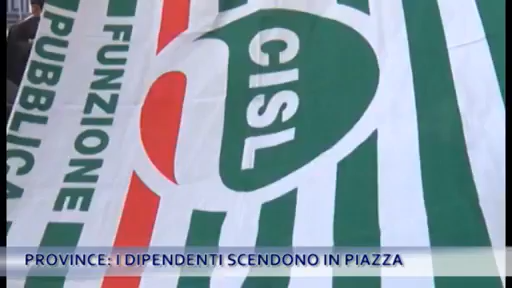 FUNZIONE
PUBBLICA
CISL
PROVINCE: I DIPENDENTI SCENDONO IN PIAZZA